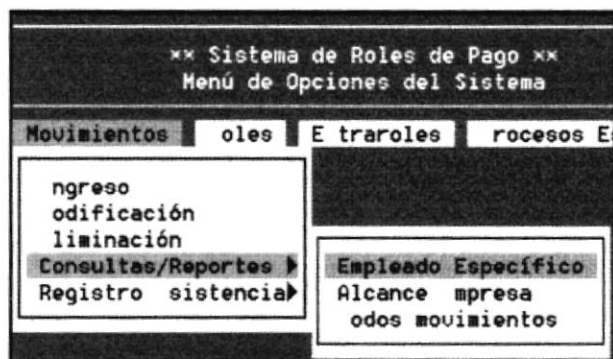 ×× Sistema de Roles de Pago ××
Menú de Opciones del Sistema
Movimientos oles E traroles rocesos E
ngreso
odificación
liminación
Consultas/Reportes
Registro sistencia
Empleado Específico
Alcance mpresa
odos movimientos